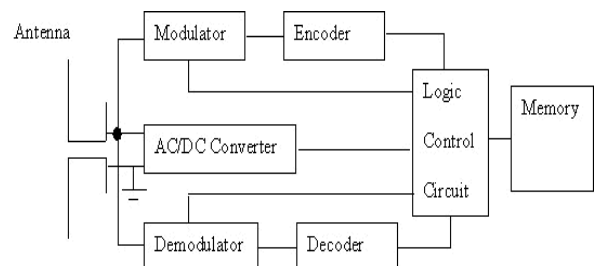 Antenna
Modulator
Encoder
Logic
Control
Circuit
Memory
AC/DC Converter
Demodulator
Decoder